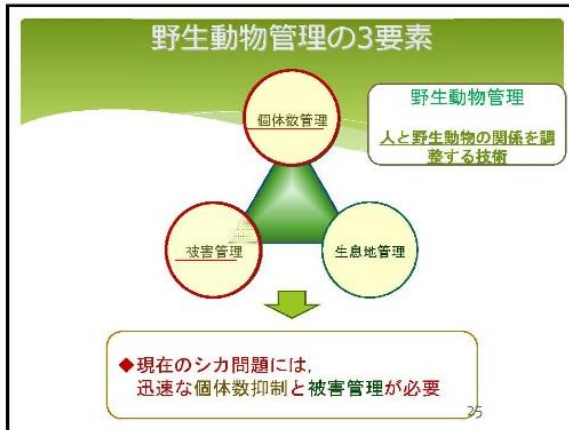 野生動物管理の3要素
個体数管理
野生動物管理
人と野生動物の関係を調
整する技術
被害管理
生息地管理
◆現在のシカ問題には,
迅速な個体数抑制と被害管理が必要
25